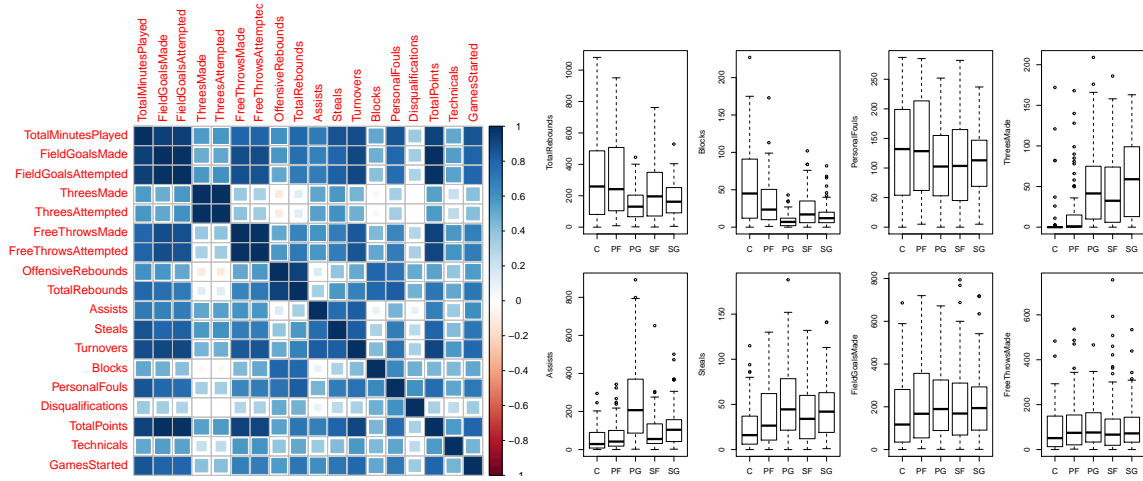 TotalMinutesPlayed
FieldGoalsMade
FieldGoalsAttempted
ThreesMade
ThreesAttempted
FreeThrowsMade
FreeThrowsAttempted
OffensiveRebounds
TotalRebounds
Assists
Steals
Turnovers
Blocks
PersonalFouls
Disqualifications
TotalPoints
Technicals
GamesStarted
TotalMinutesPlayed
FieldGoalsMade
FieldGoalsAttempted
ThreesMade
ThreesAttempted
FreeThrowsMade
FreeThrowsAttempted
OffensiveRebounds
TotalRebounds
Assists
Steals
Turnovers
Blocks
PersonalFouls
Disqualifications
TotalPoints
Technicals
GamesStarted
1
0.8
0.6
0.4
0.2
0
-0.2
-0.4
-0.6
-0.8
-1
TotalRebounds
0 200 400 600 800 1000
C PF PG SF SG
Blocks
0 50 100 150 200
C PF PG SF SG
PersonalFouls
0 50 100 150 200 250
C PF PG SF SG
ThreesMade
0 50 100 150 200
C PF PG SF SG
Assists
0 200 400 600 800
C PF PG SF SG
Steals
0 50 100 150
C PF PG SF SG
FieldGoalsMade
0 200 400 600 800
C PF PG SF SG
FreeThrowsMade
0 200 400 600
C PF PG SF SG